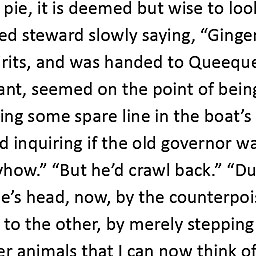 pie, it is deemed but wise to loo
ed steward slowly saying, “Ginger
rits, and was handed to Queeque
ant, seemed on the point of being
ing some spare line in the boat’s
d inquiring if the old governor wa
yhow.” “But he’d crawl back.” “Du
e’s head, now, by the counterpois
to the other, by merely stepping
er animals that I can now think of